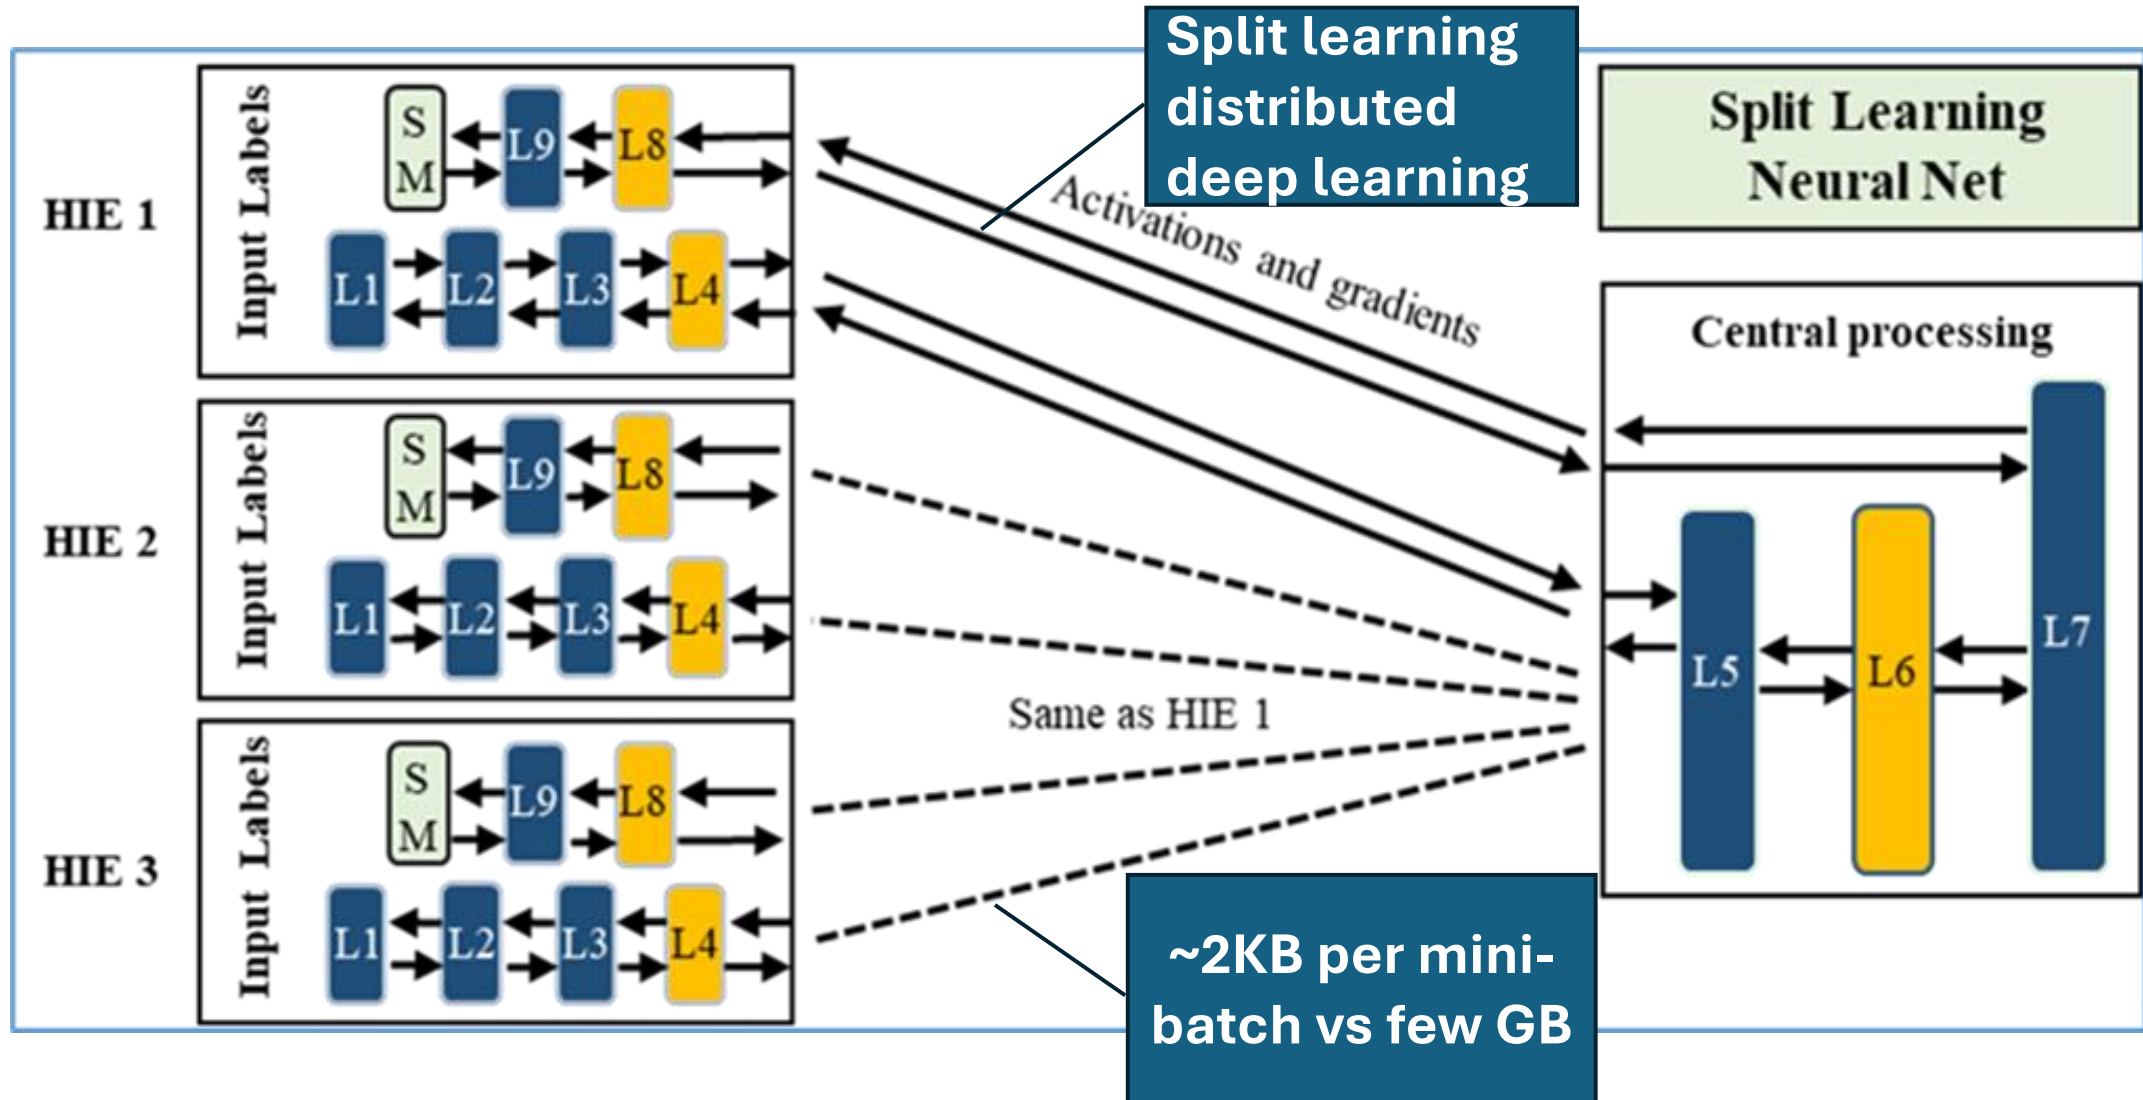 Split learning
distributed
deep learning
Split Learning
Neural Net
HIE 1
Input Labels
S
M
L9
L8
L1
L2
L3
L4
Activations and gradients
HIE 2
Input Labels
S
M
L9
L8
L1
L2
L3
L4
Same as HIE 1
HIE 3
Input Labels
S
M
L9
L8
L1
L2
L3
L4
Central processing
L5
L6
L7
~2KB per mini-
batch vs few GB